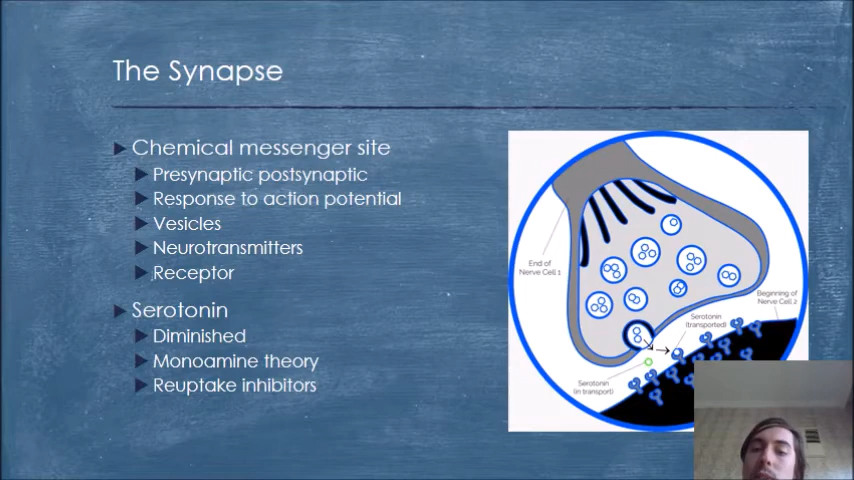 The Synapse
Chemical messenger site
Presynaptic postsynaptic
Response to action potential
Vesicles
Neurotransmitters
Receptor
Serotonin
Diminished
Monoamine theory
Reuptake inhibitors
End of
Nerve Cell 1
Beginning of
Nerve Cell 2
Serotonin
(transported)
Serotonin
(in transport)